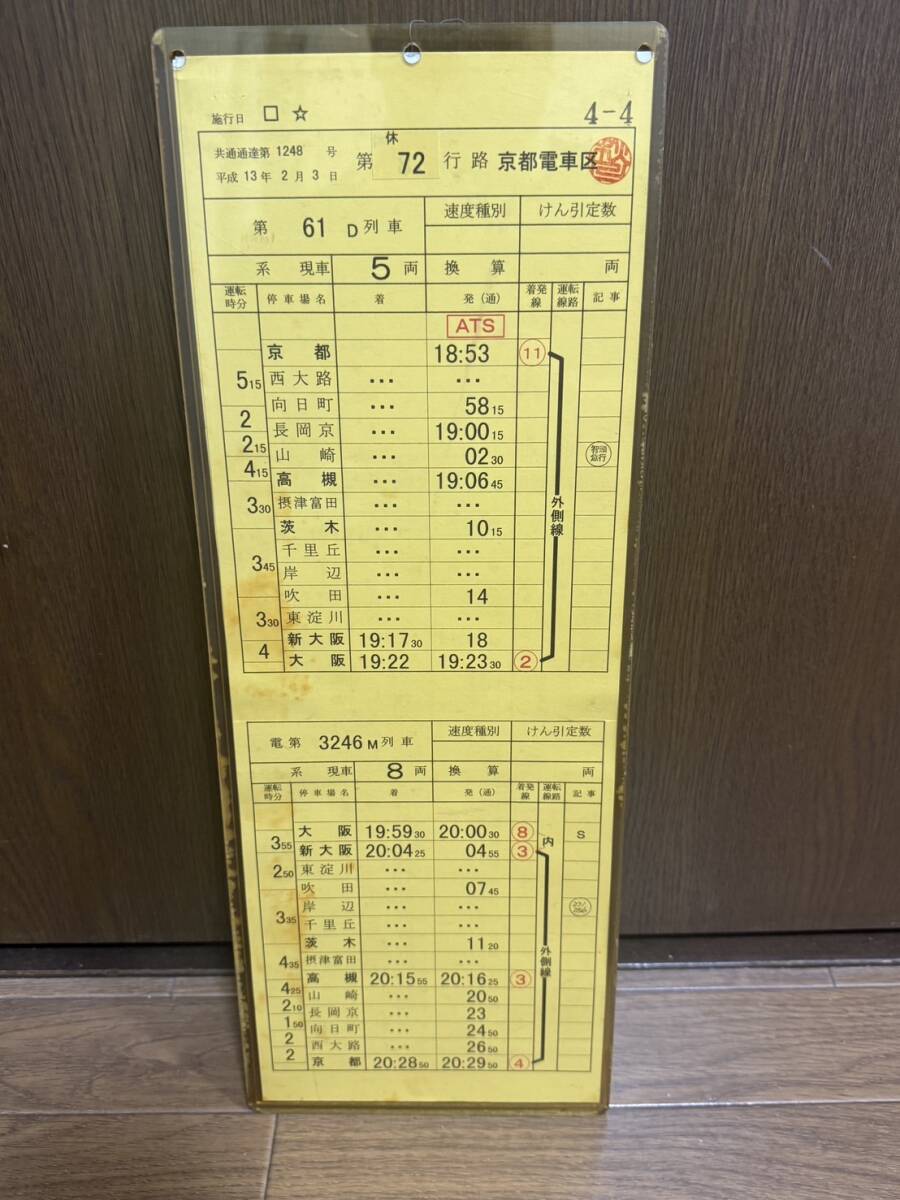 施行日 □ ☆ 4-4
共通通達第 1248 号
平成 13 年 2 月 3 日
第 休 72 行路 京都電車区
第 61 D 列車 速度種別 けん引定数
系 現車 5 両 換算 両
運転時分 停車場名 着 発(通) 着発線 運転線路 記事
ATS
京都 18:53 11
5 15 西大路 … …
向日町 … 58 15
2 長岡京 … 19:00 15
2 15 山崎 … 02 30
4 15 高槻 … 19:06 45
3 30 摂津富田 … … 外側線
茨木 … 10 15
千里丘 … …
3 45 岸辺 … …
吹田 … 14
3 30 東淀川 … …
新大阪 19:17 30 18
4 大阪 19:22 19:23 30 2
電第 3246 M 列車 速度種別 けん引定数
系 現車 8 両 換算 両
運転時分 停車場名 着 発(通) 着発線 運転線路 記事
大阪 19:59 30 20:00 30 8 内 S
3 55 新大阪 20:04 25 04 55 3
2 50 東淀川 … …
吹田 … 07 45
岸辺 … …
3 35 千里丘 … …
茨木 … 11 20 外側線
4 35 摂津富田 … …
高槻 20:15 55 20:16 25 3
4 25 山崎 … 20 50
2 10 長岡京 … 23
1 50 向日町 … 24 50
2 西大路 … 26 50
2 京都 20:28 50 20:29 50 4